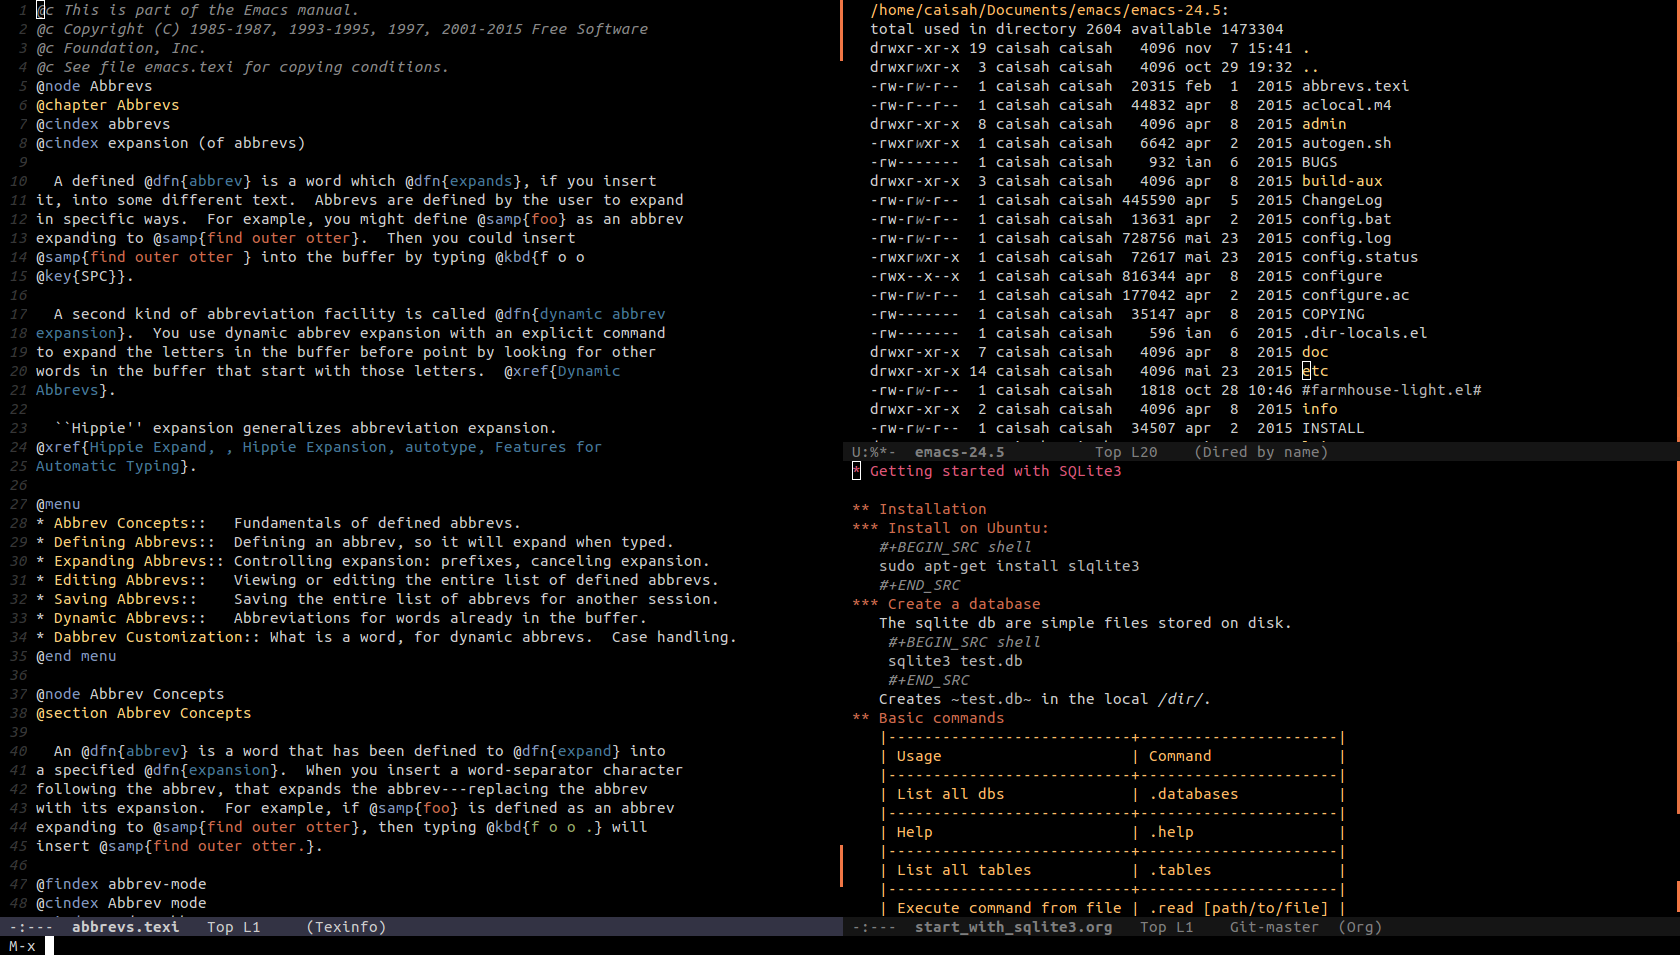 1 @c This is part of the Emacs manual.
2 @c Copyright (C) 1985-1987, 1993-1995, 1997, 2001-2015 Free Software
3 @c Foundation, Inc.
4 @c See file emacs.texi for copying conditions.
5 @node Abbrevs
6 @chapter Abbrevs
7 @cindex abbrevs
8 @cindex expansion (of abbrevs)
9
10   A defined @dfn{abbrev} is a word which @dfn{expands}, if you insert
11 it, into some different text.  Abbrevs are defined by the user to expand
12 in specific ways.  For example, you might define @samp{foo} as an abbrev
13 expanding to @samp{find outer otter}.  Then you could insert
14 @samp{find outer otter } into the buffer by typing @kbd{f o o
15 @key{SPC}}.
16
17   A second kind of abbreviation facility is called @dfn{dynamic abbrev
18 expansion}.  You use dynamic abbrev expansion with an explicit command
19 to expand the letters in the buffer before point by looking for other
20 words in the buffer that start with those letters.  @xref{Dynamic
21 Abbrevs}.
22
23   ``Hippie'' expansion generalizes abbreviation expansion.
24 @xref{Hippie Expand, , Hippie Expansion, autotype, Features for
25 Automatic Typing}.
26
27 @menu
28 * Abbrev Concepts::   Fundamentals of defined abbrevs.
29 * Defining Abbrevs::  Defining an abbrev, so it will expand when typed.
30 * Expanding Abbrevs:: Controlling expansion: prefixes, canceling expansion.
31 * Editing Abbrevs::   Viewing or editing the entire list of defined abbrevs.
32 * Saving Abbrevs::    Saving the entire list of abbrevs for another session.
33 * Dynamic Abbrevs::   Abbreviations for words already in the buffer.
34 * Dabbrev Customization:: What is a word, for dynamic abbrevs.  Case handling.
35 @end menu
36
37 @node Abbrev Concepts
38 @section Abbrev Concepts
39
40   An @dfn{abbrev} is a word that has been defined to @dfn{expand} into
41 a specified @dfn{expansion}.  When you insert a word-separator character
42 following the abbrev, that expands the abbrev---replacing the abbrev
43 with its expansion.  For example, if @samp{foo} is defined as an abbrev
44 expanding to @samp{find outer otter}, then typing @kbd{f o o .} will
45 insert @samp{find outer otter.}.
46
47 @findex abbrev-mode
48 @cindex Abbrev mode
-:---  abbrevs.texi   Top L1     (Texinfo)
M-x
/home/caisah/Documents/emacs/emacs-24.5:
total used in directory 2604 available 1473304
drwxr-xr-x 19 caisah caisah   4096 nov  7 15:41 .
drwxrwxr-x  3 caisah caisah   4096 oct 29 19:32 ..
-rw-rw-r--  1 caisah caisah  20315 feb  1  2015 abbrevs.texi
-rw-r--r--  1 caisah caisah  44832 apr  8  2015 aclocal.m4
drwxr-xr-x  8 caisah caisah   4096 apr  8  2015 admin
-rwxrwxr-x  1 caisah caisah   6642 apr  2  2015 autogen.sh
-rw-------  1 caisah caisah    932 ian  6  2015 BUGS
drwxr-xr-x  3 caisah caisah   4096 apr  8  2015 build-aux
-rw-rw-r--  1 caisah caisah 445590 apr  5  2015 ChangeLog
-rw-rw-r--  1 caisah caisah  13631 apr  2  2015 config.bat
-rw-rw-r--  1 caisah caisah 728756 mai 23  2015 config.log
-rw-rw-r--  1 caisah caisah  72617 mai 23  2015 config.status
-rwx--x--x  1 caisah caisah 816344 apr  8  2015 configure
-rw-rw-r--  1 caisah caisah 177042 apr  2  2015 configure.ac
-rw-------  1 caisah caisah  35147 apr  8  2015 COPYING
-rw-------  1 caisah caisah    596 ian  6  2015 .dir-locals.el
drwxr-xr-x  7 caisah caisah   4096 apr  8  2015 doc
drwxr-xr-x 14 caisah caisah   4096 mai 23  2015 etc
-rw-rw-r--  1 caisah caisah   1818 oct 28 10:46 #farmhouse-light.el#
drwxr-xr-x  2 caisah caisah   4096 apr  8  2015 info
-rw-rw-r--  1 caisah caisah  34507 apr  2  2015 INSTALL
U:%*-  emacs-24.5          Top L20    (Dired by name)
* Getting started with SQLite3

** Installation
*** Install on Ubuntu:
#+BEGIN_SRC shell
sudo apt-get install slqlite3
#+END_SRC
*** Create a database
The sqlite db are simple files stored on disk.
#+BEGIN_SRC shell
sqlite3 test.db
#+END_SRC
Creates ~test.db~ in the local /dir/.
** Basic commands
|---------------------------+----------------------|
| Usage                     | Command              |
|---------------------------+----------------------|
| List all dbs              | .databases           |
|---------------------------+----------------------|
| Help                      | .help                |
|---------------------------+----------------------|
| List all tables           | .tables              |
|---------------------------+----------------------|
| Execute command from file | .read [path/to/file] |
-:---  start_with_sqlite3.org   Top L1    Git-master  (Org)